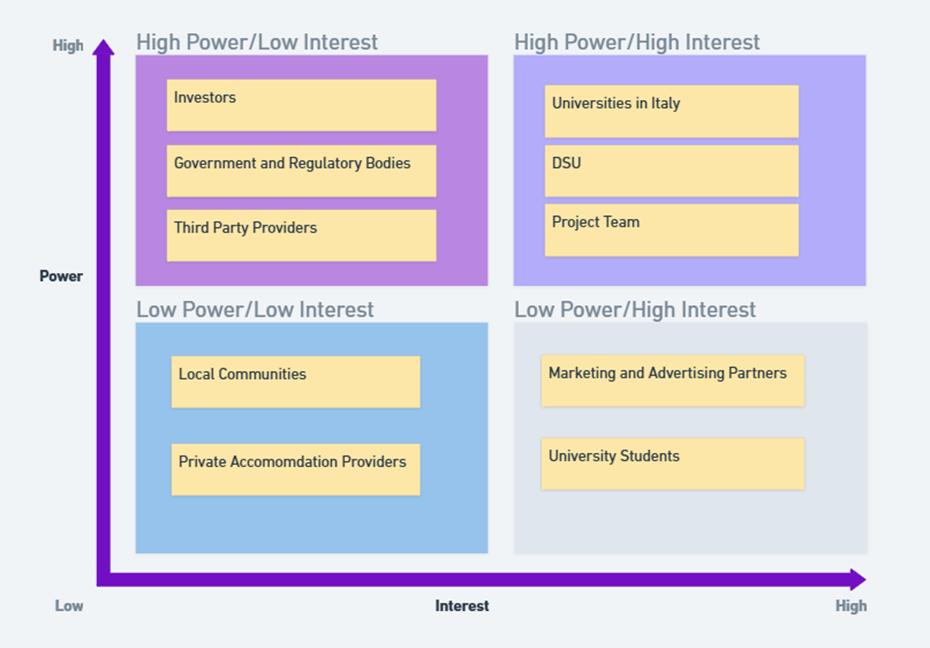 High
High Power/Low Interest
High Power/High Interest
Investors
Government and Regulatory Bodies
Third Party Providers
Universities in Italy
DSU
Project Team
Power
Low Power/Low Interest
Low Power/High Interest
Local Communities
Private Accomomdation Providers
Marketing and Advertising Partners
University Students
Low
Interest
High